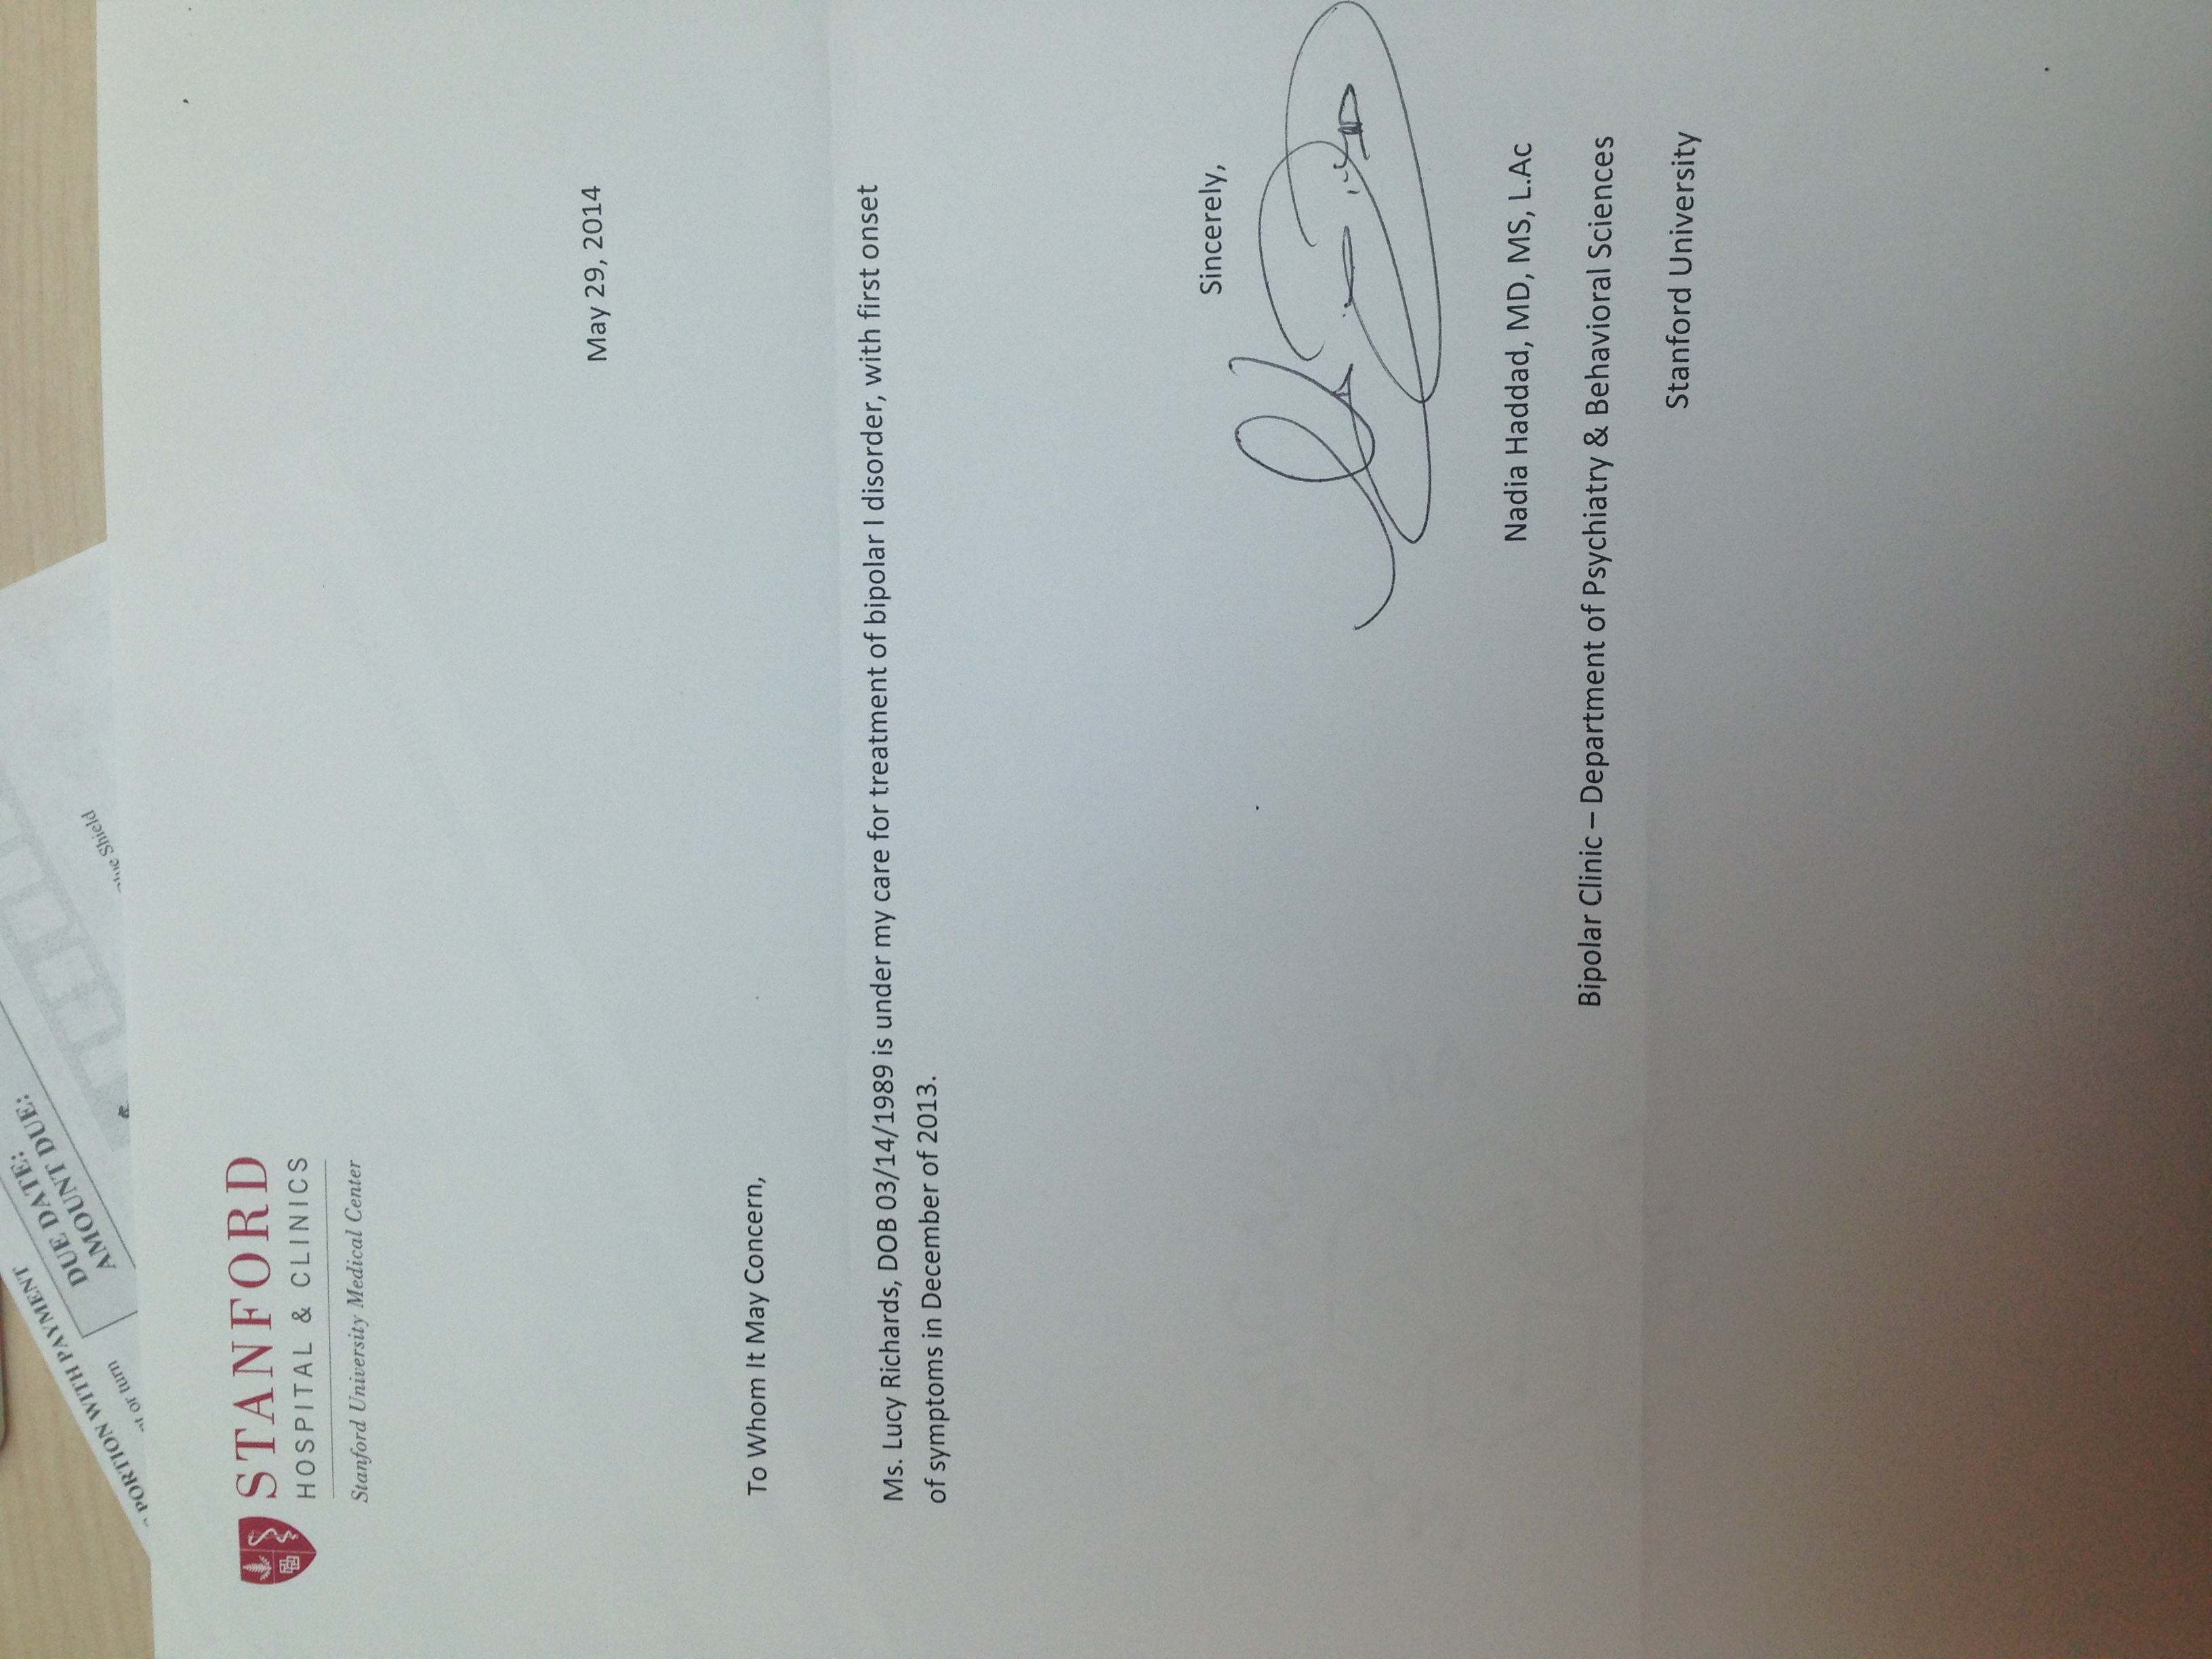 PORTION WITH PAYMENT
or turn
DUE DATE:
AMOUNT DUE:
$
Shield
STANFORD
HOSPITAL & CLINICS
Stanford University Medical Center
May 29, 2014
To Whom It May Concern,
Ms. Lucy Richards, DOB 03/14/1989 is under my care for treatment of bipolar I disorder, with first onset
of symptoms in December of 2013.
Sincerely,
Nadia Haddad, MD, MS, L.Ac
Bipolar Clinic – Department of Psychiatry & Behavioral Sciences
Stanford University